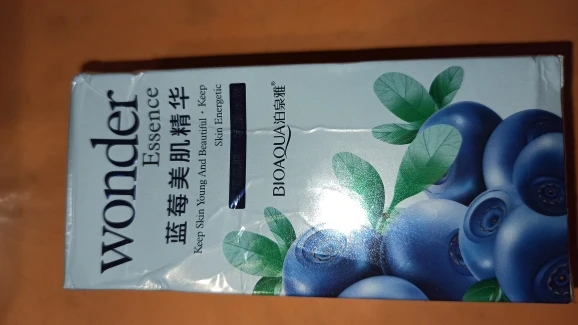 wonder
Essence
蓝莓美肌精华
Keep Skin Young And Beautiful · Keep
Skin Energetic
BIOAQUA泊泉雅®